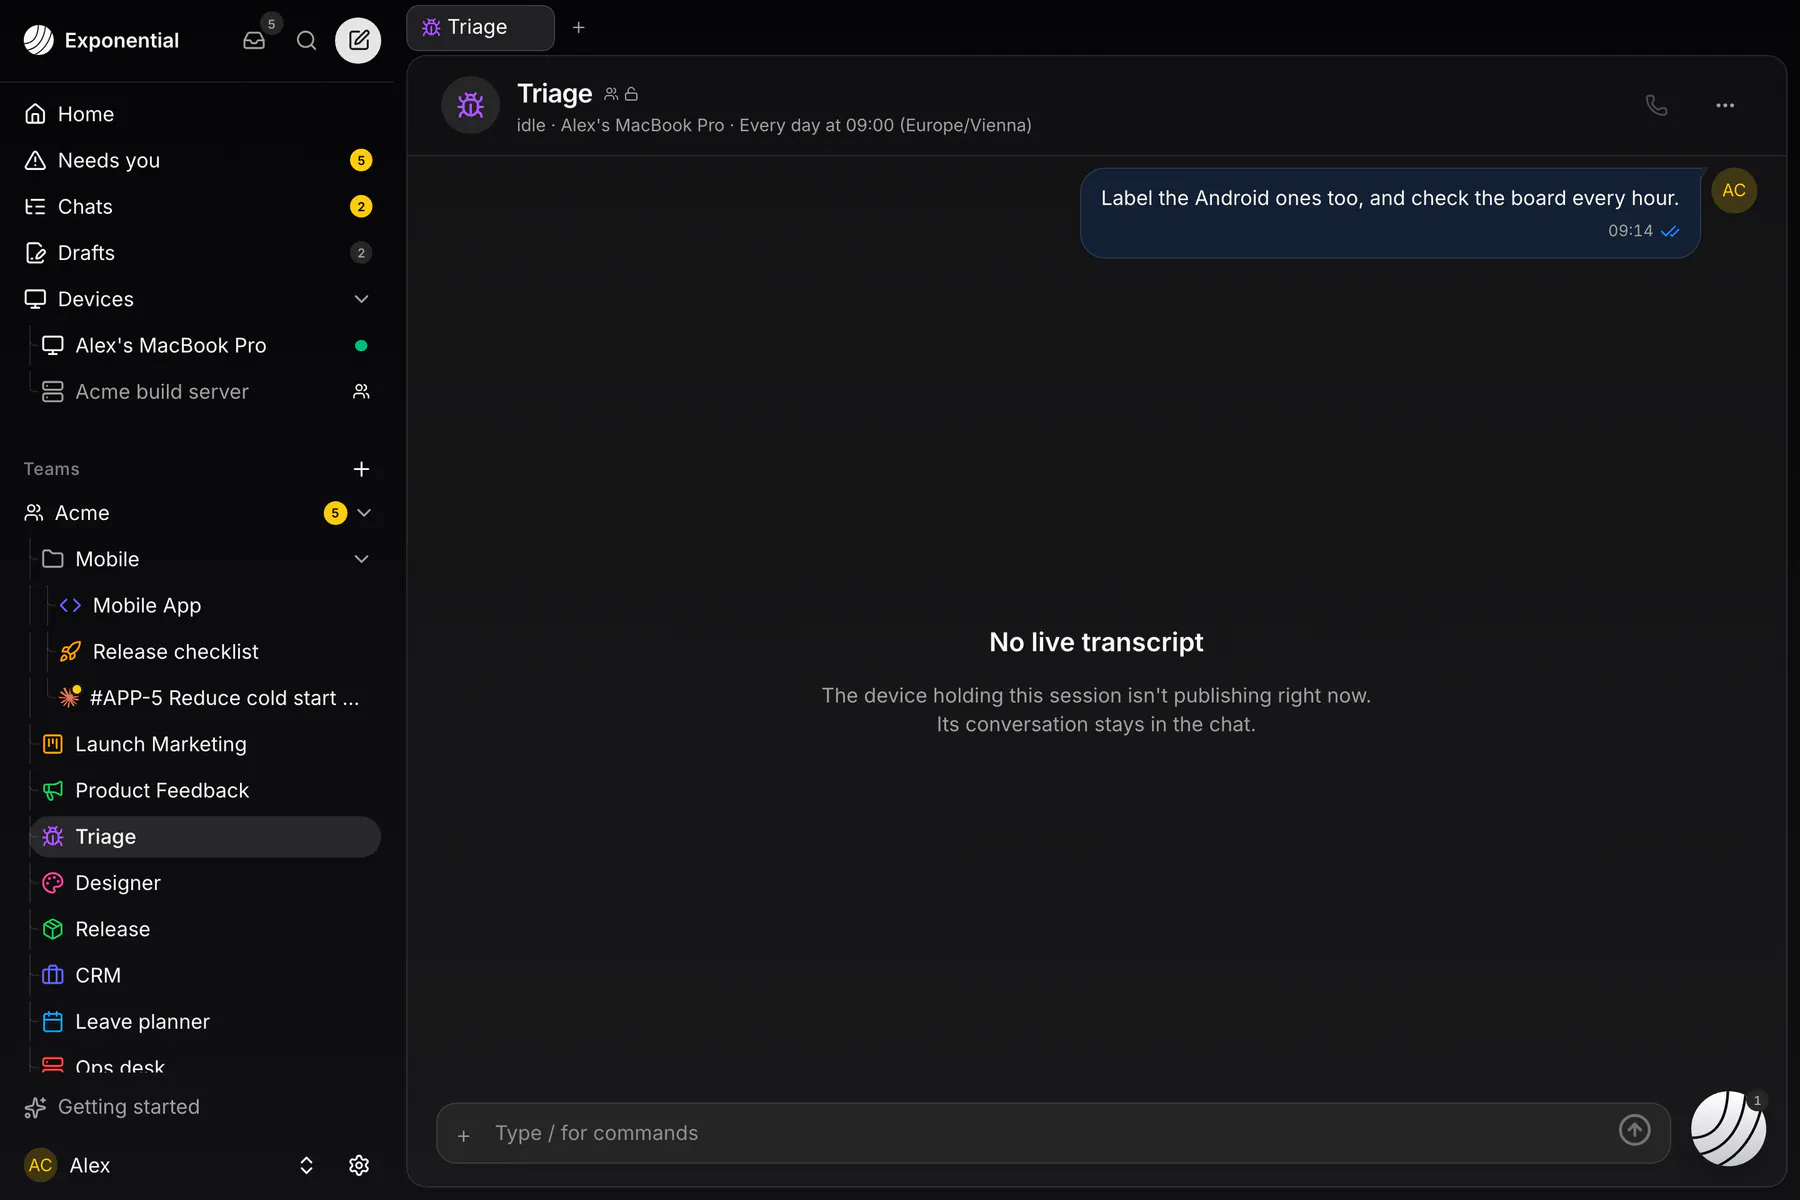 Exponential
5
Home
Needs you
5
Chats
2
Drafts
2
Devices
Alex's MacBook Pro
Acme build server
Teams
Acme
5
Mobile
Mobile App
Release checklist
#APP-5 Reduce cold start ...
Launch Marketing
Product Feedback
Triage
Designer
Release
CRM
Leave planner
Ops desk
Getting started
AC
Alex
Triage
Triage
idle · Alex's MacBook Pro · Every day at 09:00 (Europe/Vienna)
Label the Android ones too, and check the board every hour.
09:14
AC
No live transcript
The device holding this session isn't publishing right now.
Its conversation stays in the chat.
Type / for commands
1